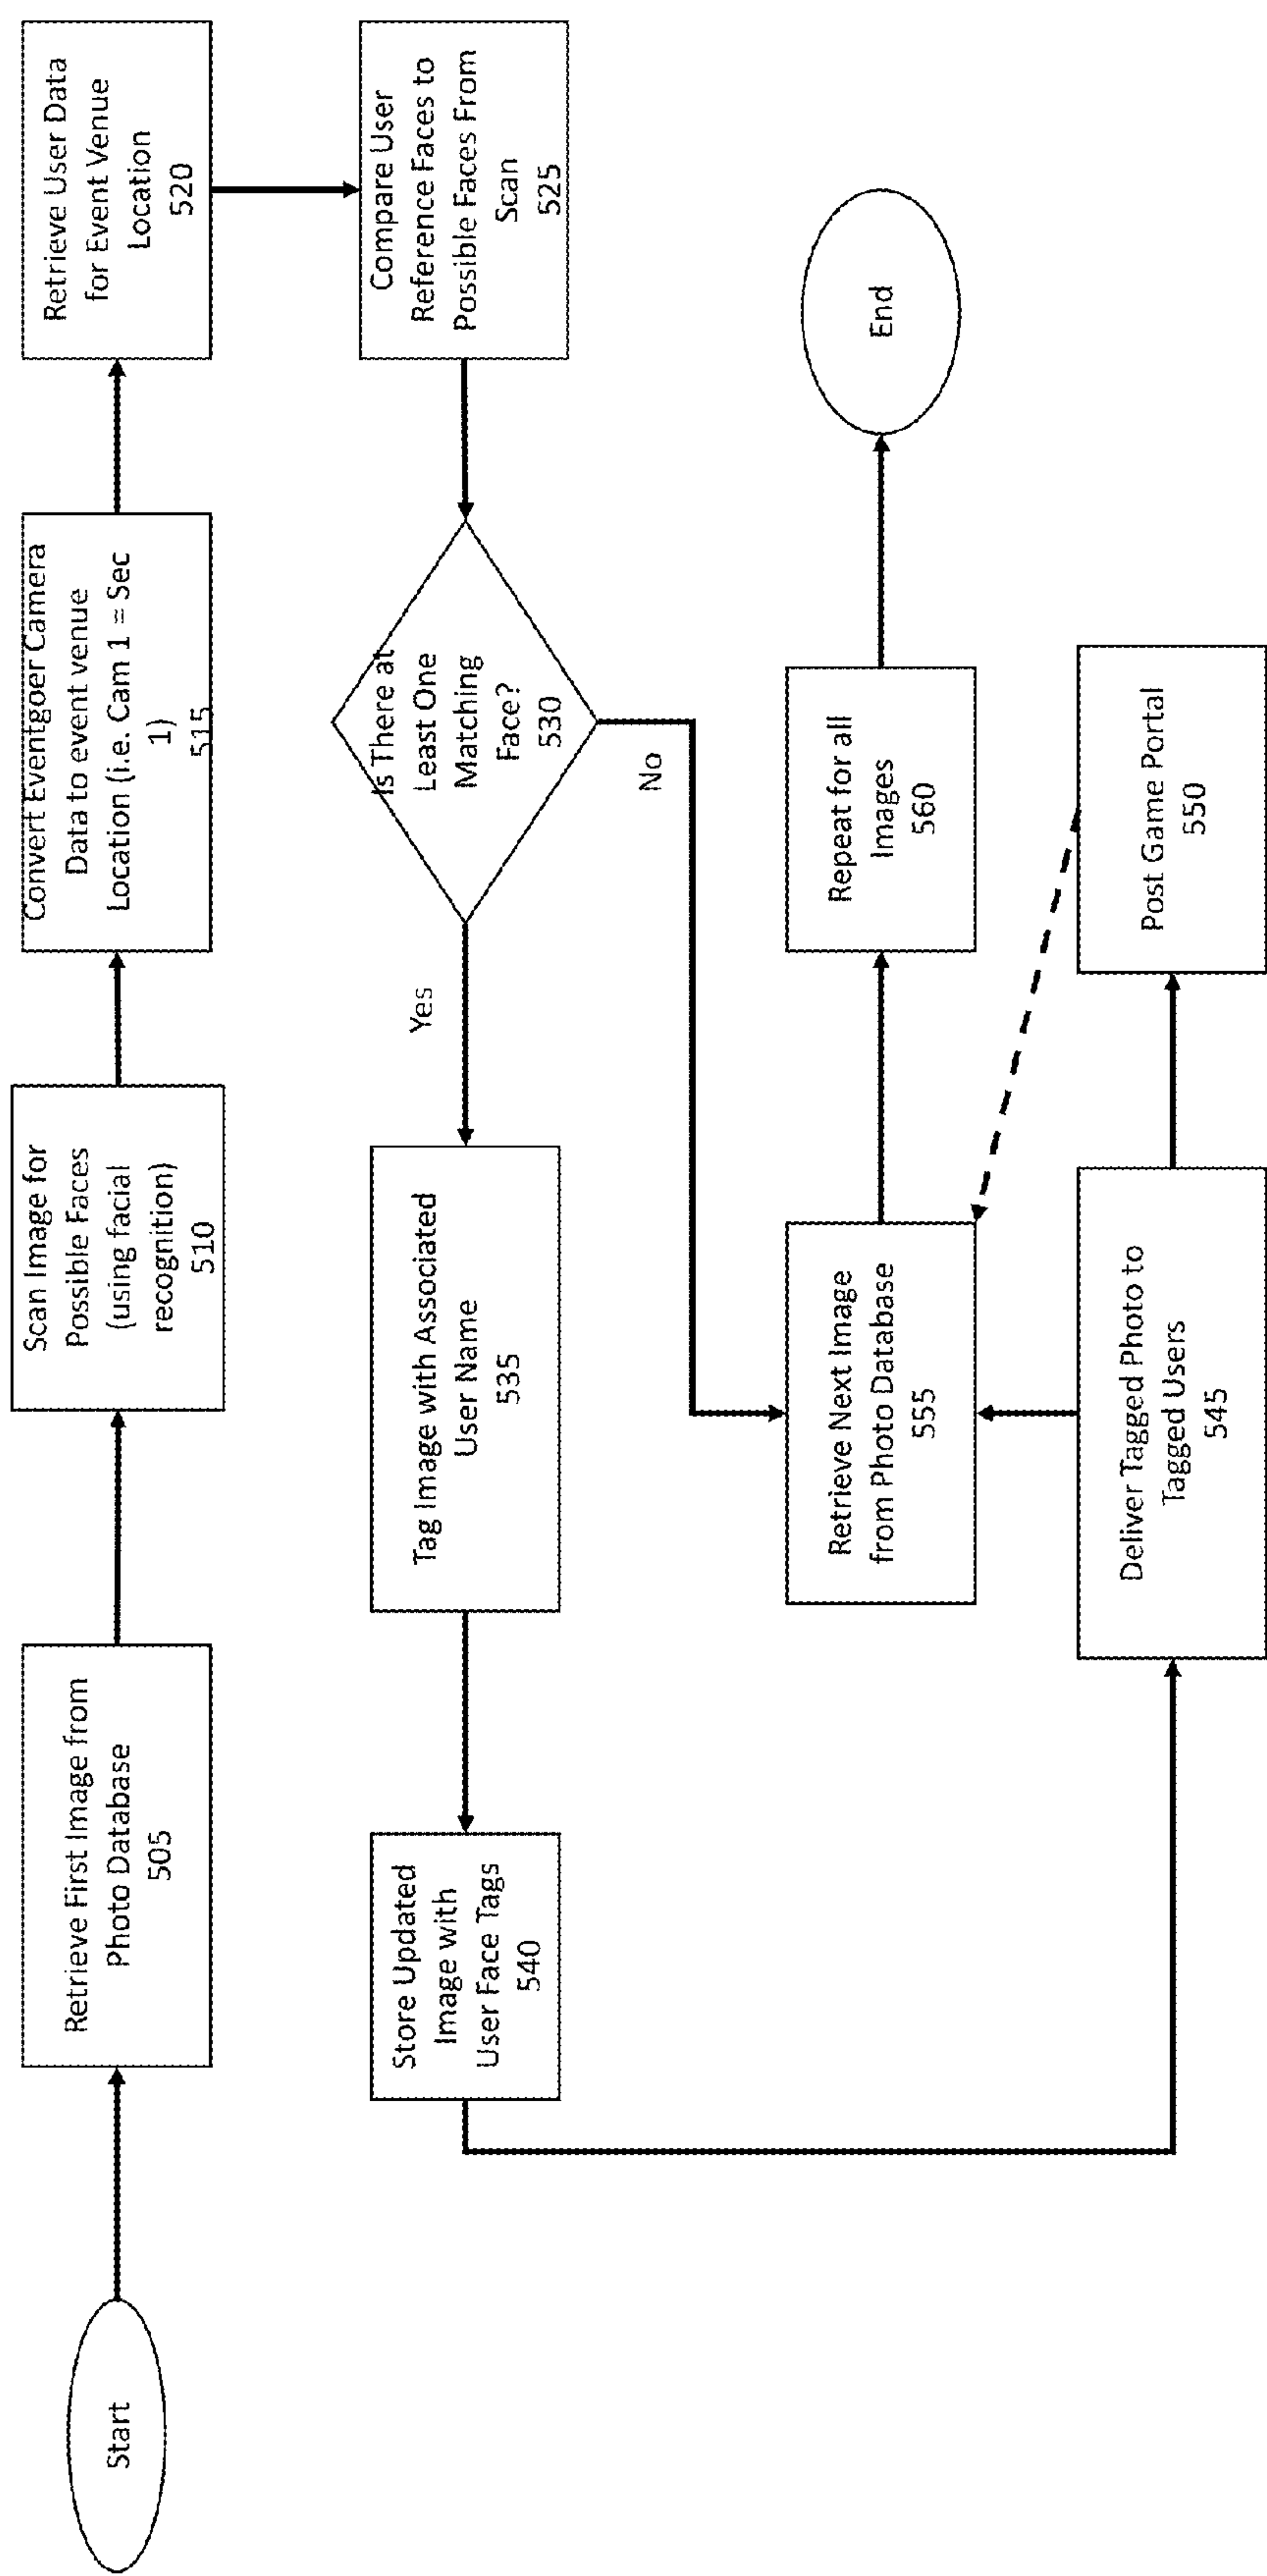 Start
Retrieve First Image from
Photo Database
505
Scan Image for
Possible Faces
(using facial
recognition)
510
Convert Eventgoer Camera
Data to event venue
Location (i.e. Cam 1 = Sec
1)
515
Retrieve User Data
for Event Venue
Location
520
Compare User
Reference Faces to
Possible Faces From
Scan
525
Is There at
Least One
Matching
Face?
530
Yes
No
Tag Image with Associated
User Name
535
Store Updated
Image with
User Face Tags
540
Retrieve Next Image
from Photo Database
555
Repeat for all
Images
560
End
Deliver Tagged Photo to
Tagged Users
545
Post Game Portal
550